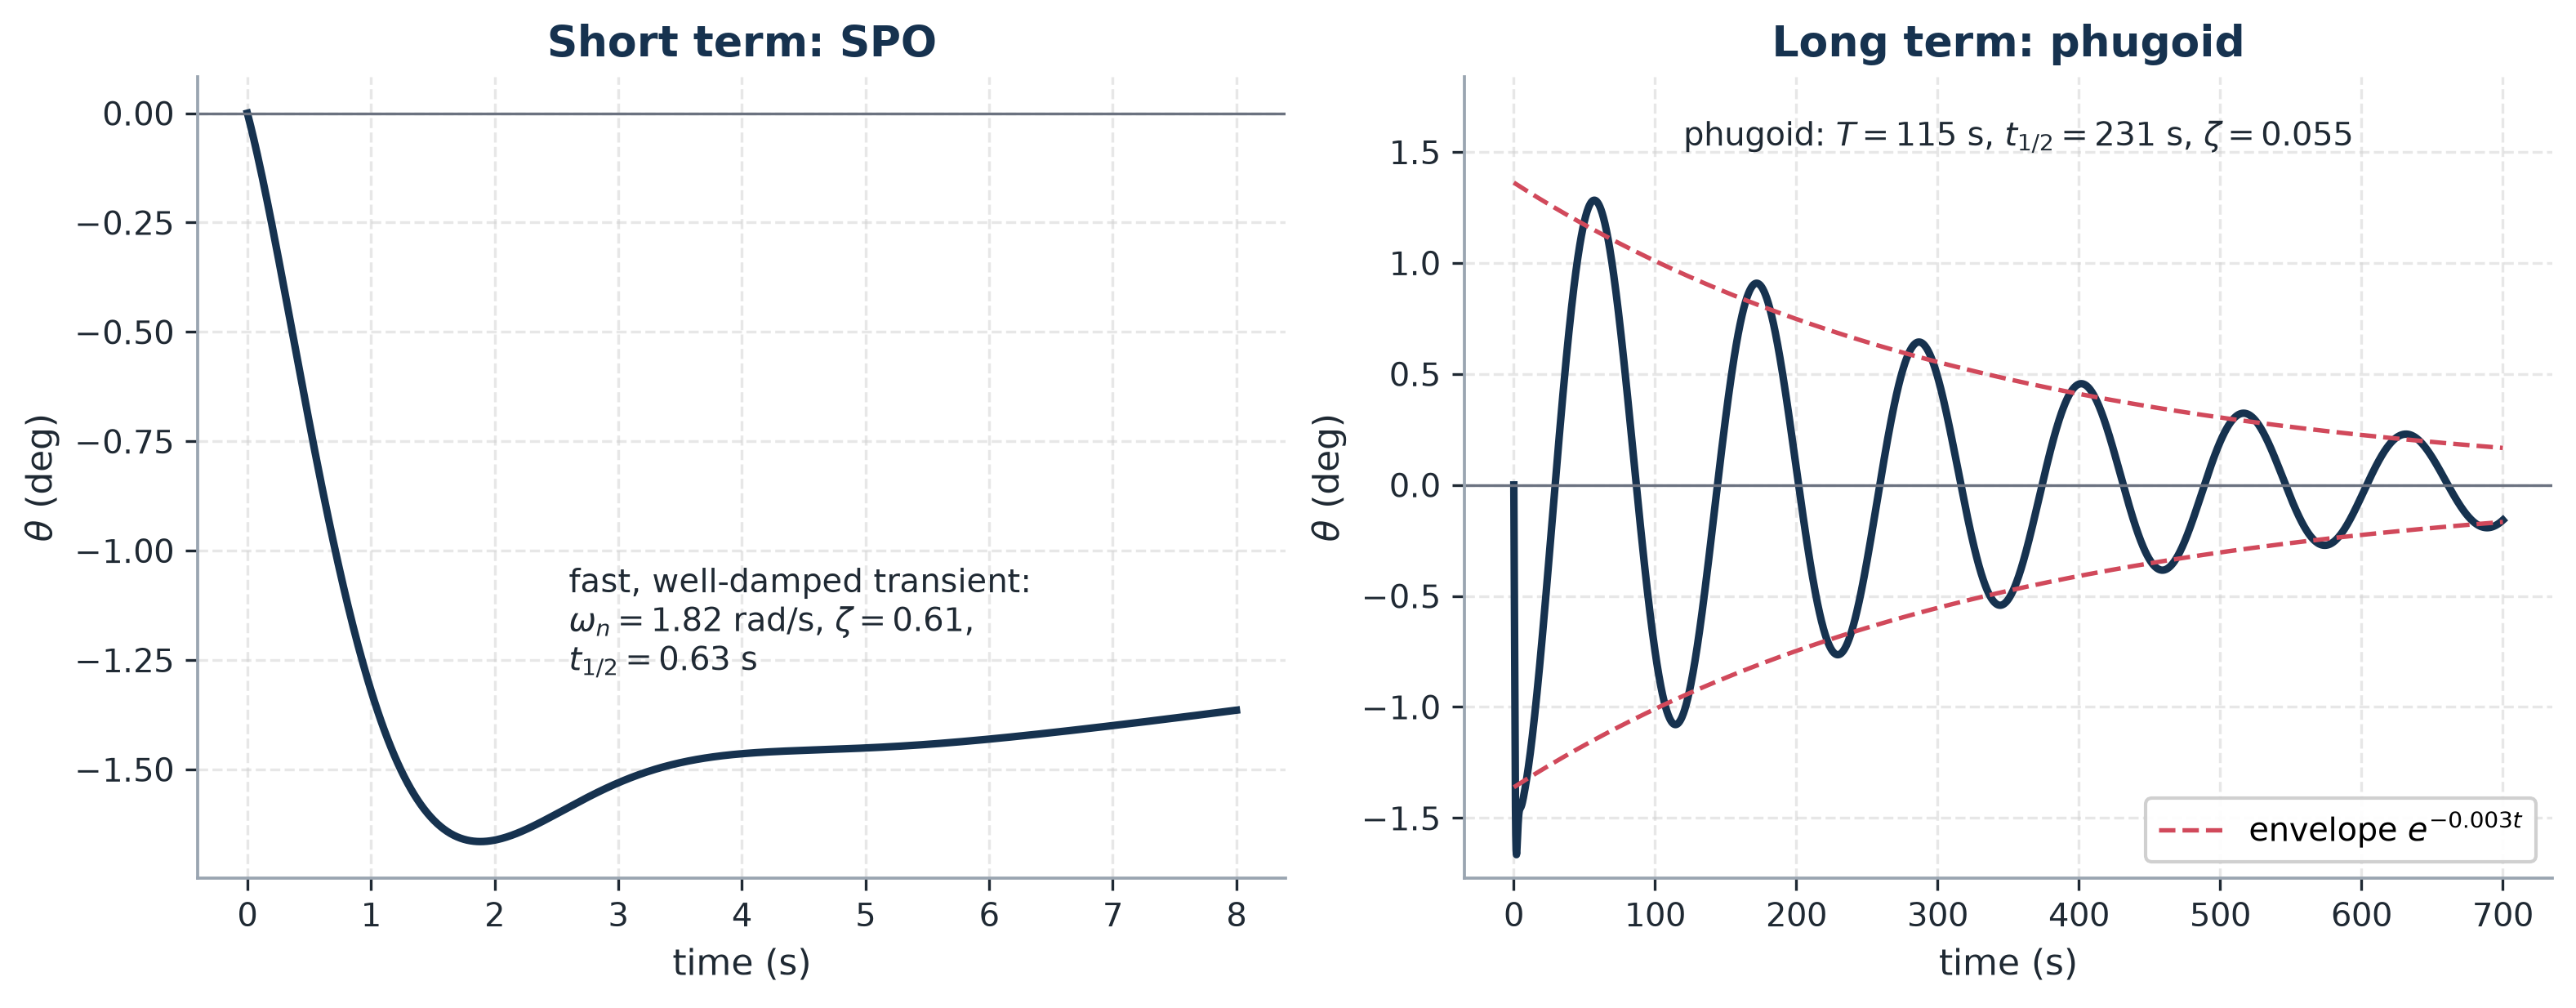 Short term: SPO
θ (deg)
0.00
−0.25
−0.50
−0.75
−1.00
−1.25
−1.50
fast, well-damped transient:
ωₙ = 1.82 rad/s, ζ = 0.61,
t₁/₂ = 0.63 s
0 1 2 3 4 5 6 7 8
time (s)
Long term: phugoid
θ (deg)
1.5
1.0
0.5
0.0
−0.5
−1.0
−1.5
phugoid: T = 115 s, t₁/₂ = 231 s, ζ = 0.055
envelope e^{−0.003t}
0 100 200 300 400 500 600 700
time (s)